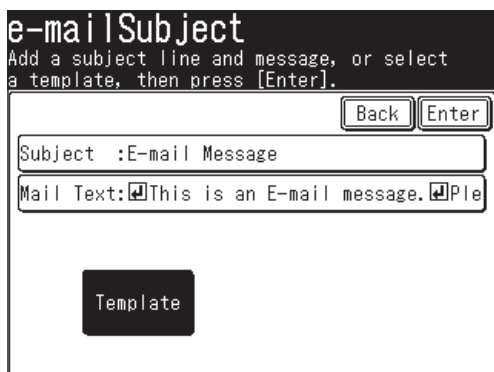 e-mailSubject
Add a subject line and message, or select
a template, then press [Enter].
Back Enter
Subject :E-mail Message
Mail Text:↵This is an E-mail message.↵Ple
Template